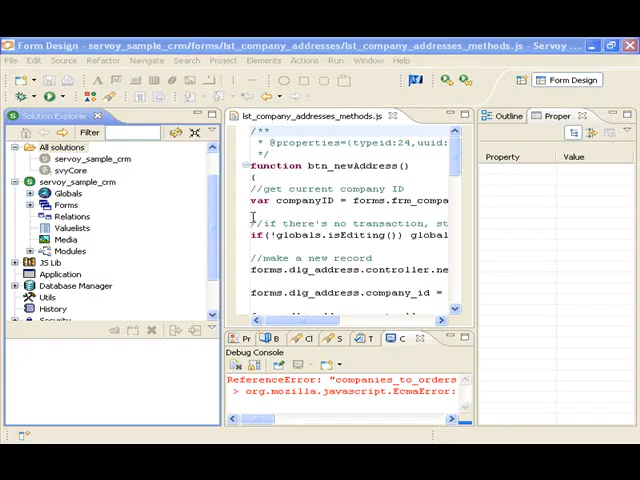 Form Design - servoy_sample_crm/forms/lst_company_addresses/lst_company_addresses_methods.js - Servoy ...
File Edit Source Refactor Navigate Search Project Elements Actions Run Window Help
Form Design
Solution Explorer
Filter
All solutions
servoy_sample_crm
svyCore
servoy_sample_crm
Globals
Forms
Relations
Valuelists
Media
Modules
JS Lib
Application
Database Manager
Utils
History
Security
lst_company_addresses_methods.js
/**
* @properties={typeid:24,uuid:
*/
function btn_newAddress()
{
//get current company ID
var companyID = forms.frm_compa
//if there's no transaction, st
if(!globals.isEditing()) global
//make a new record
forms.dlg_address.controller.ne
forms.dlg_address.company_id =
Pr B Cl S T C
Debug Console
ReferenceError: "companies_to_orders
> org.mozilla.javascript.EcmaError:
Outline Proper
Property Value